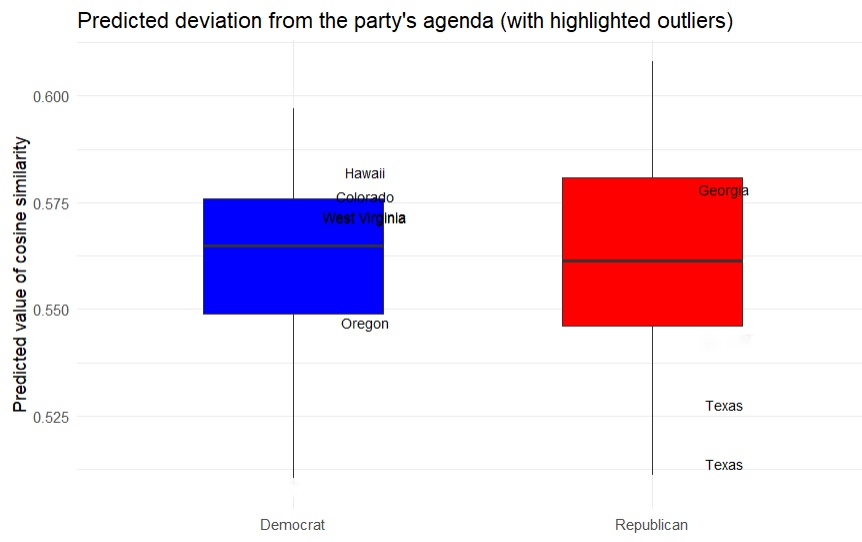 Predicted deviation from the party's agenda (with highlighted outliers)
Predicted value of cosine similarity
0.600
0.575
0.550
0.525
Hawaii
Colorado
West Virginia
Oregon
Georgia
Texas
Texas
Democrat
Republican